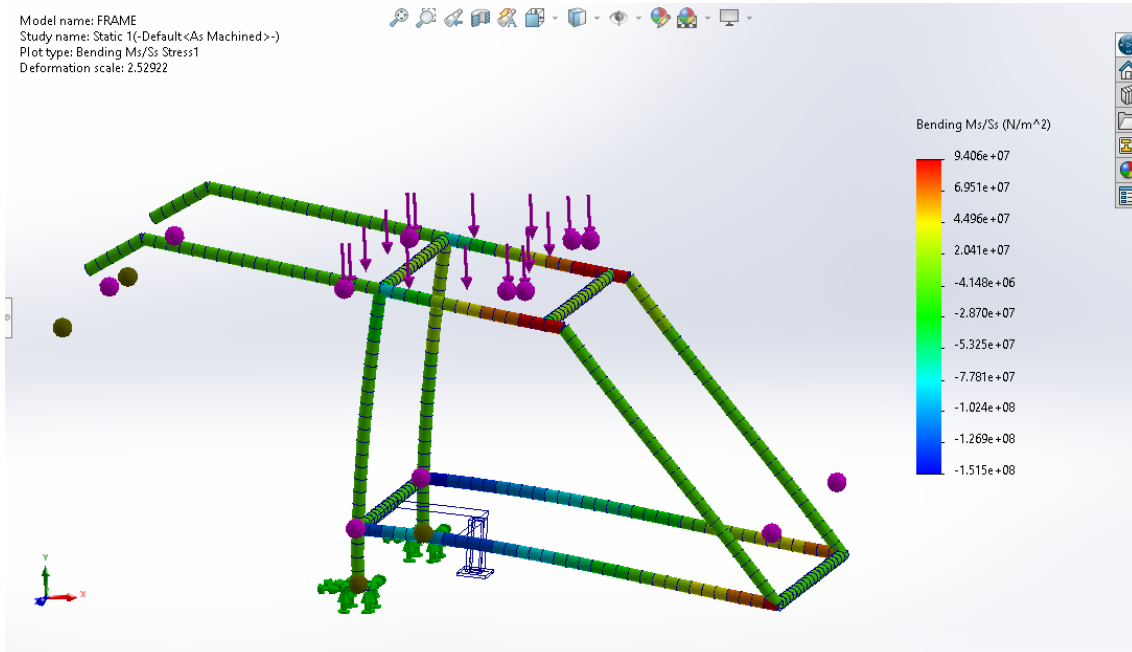 Model name: FRAME
Study name: Static 1(-Default<As Machined>-)
Plot type: Bending Ms/Ss Stress1
Deformation scale: 2.52922
Bending Ms/Ss (N/m^2)
9.406e+07
6.951e+07
4.496e+07
2.041e+07
-4.148e+06
-2.870e+07
-5.325e+07
-7.781e+07
-1.024e+08
-1.269e+08
-1.515e+08
Y
X